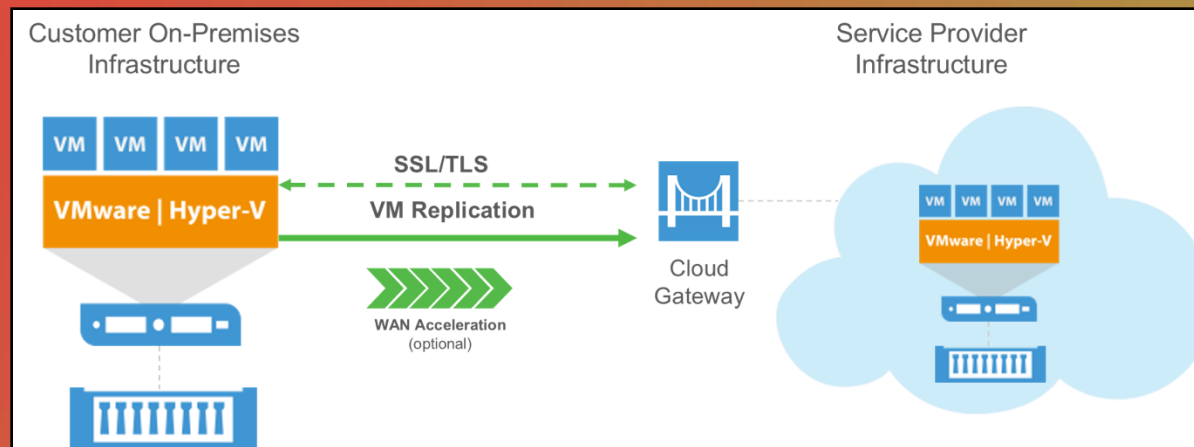 Customer On-Premises
Infrastructure
VM VM VM VM
VMware | Hyper-V
SSL/TLS
VM Replication
WAN Acceleration
(optional)
Cloud
Gateway
Service Provider
Infrastructure
VM VM VM VM
VMware | Hyper-V